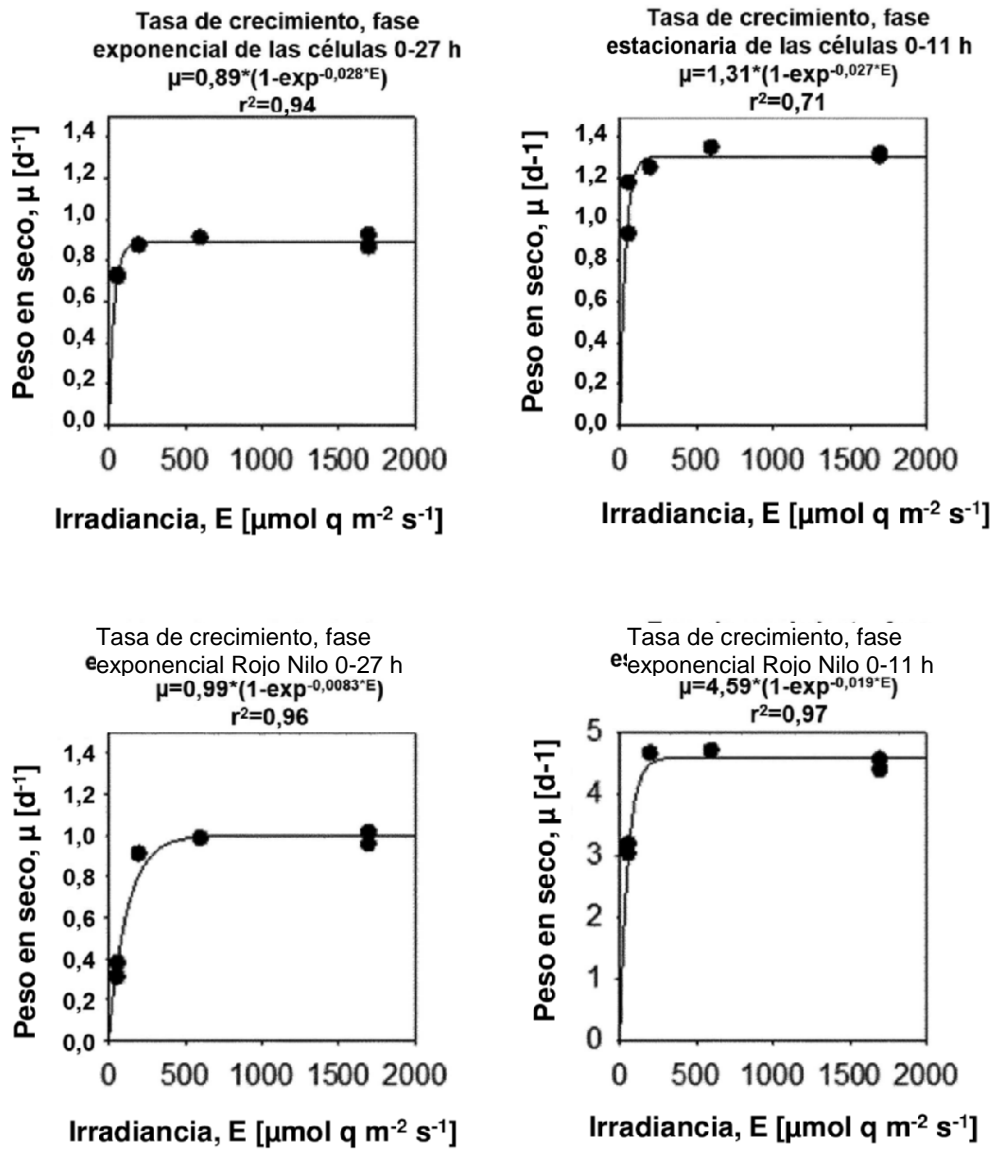 Tasa de crecimiento, fase
exponencial de las células 0-27 h
µ=0,89*(1-exp-0,028*E)
r2=0,94
1,4
1,2
1,0
0,8
0,6
0,4
0,2
0,0
Peso en seco, µ [d-1]
0 500 1000 1500 2000
Irradiancia, E [µmol q m-2 s-1]
Tasa de crecimiento, fase
estacionaria de las células 0-11 h
µ=1,31*(1-exp-0,027*E)
r2=0,71
1,4
1,2
1,0
0,8
0,6
0,4
0,2
0,0
Peso en seco, µ [d-1]
0 500 1000 1500 2000
Irradiancia, E [µmol q m-2 s-1]
Tasa de crecimiento, fase
exponencial Rojo Nilo 0-27 h
µ=0,99*(1-exp-0,0083*E)
r2=0,96
1,4
1,2
1,0
0,8
0,6
0,4
0,2
0,0
Peso en seco, µ [d-1]
0 500 1000 1500 2000
Irradiancia, E [µmol q m-2 s-1]
Tasa de crecimiento, fase
exponencial Rojo Nilo 0-11 h
µ=4,59*(1-exp-0,019*E)
r2=0,97
5
4
3
2
1
0
Peso en seco, µ [d-1]
0 500 1000 1500 2000
Irradiancia, E [µmol q m-2 s-1]